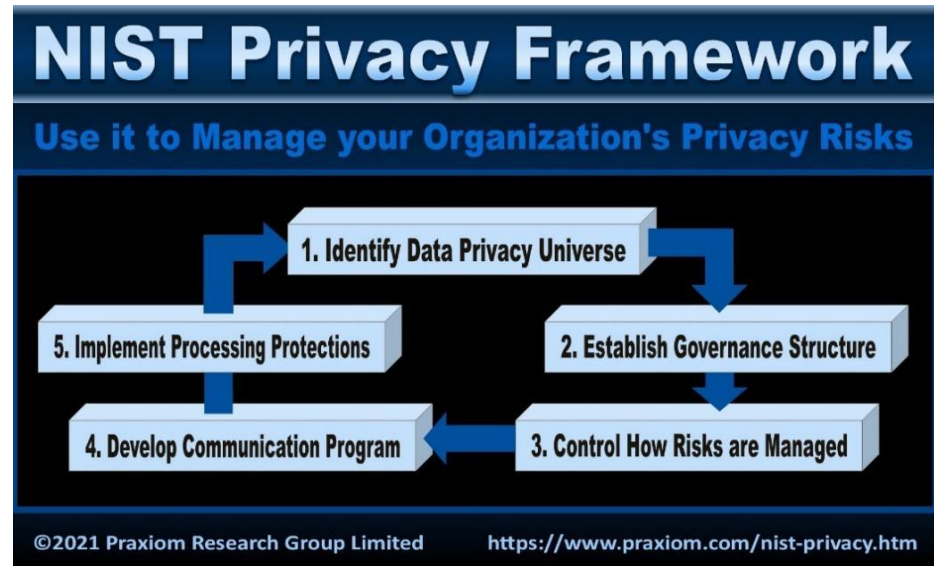 NIST Privacy Framework
Use it to Manage your Organization's Privacy Risks
1. Identify Data Privacy Universe
2. Establish Governance Structure
3. Control How Risks are Managed
4. Develop Communication Program
5. Implement Processing Protections
©2021 Praxiom Research Group Limited
https://www.praxiom.com/nist-privacy.htm